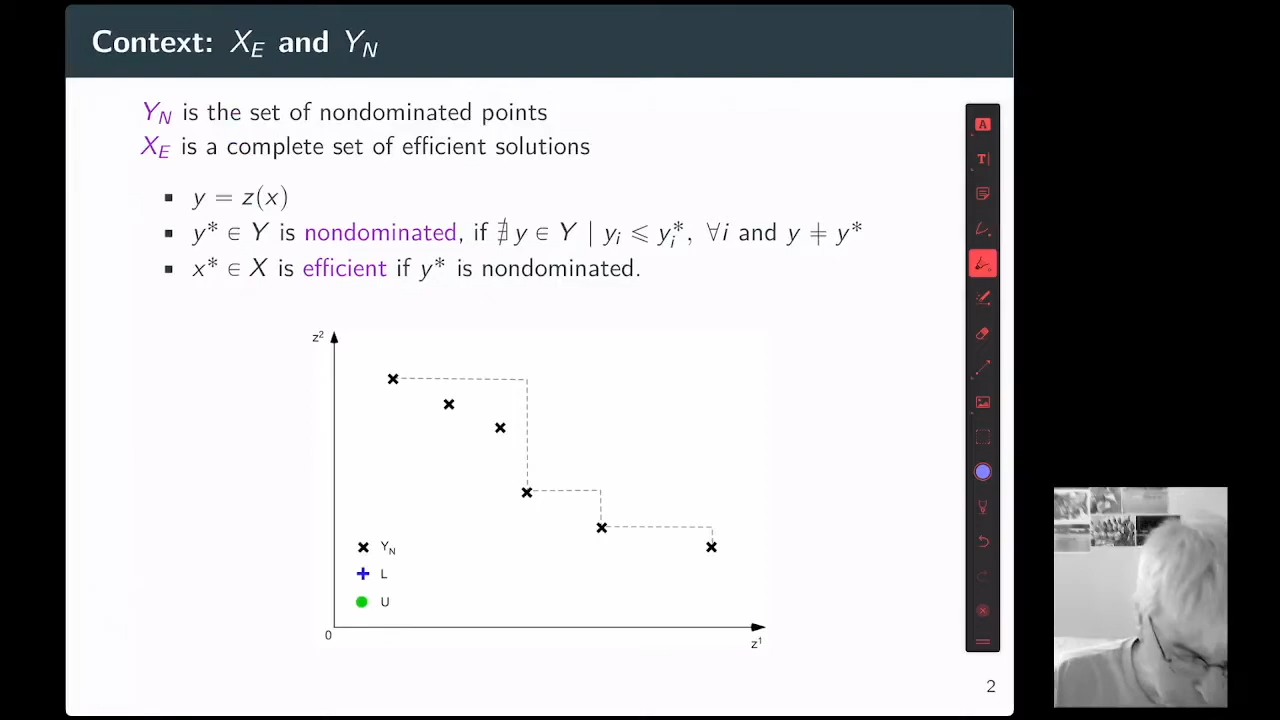 Context: X_E and Y_N
Y_N is the set of nondominated points
X_E is a complete set of efficient solutions
▪ y = z(x)
▪ y* ∈ Y is nondominated, if ∄ y ∈ Y | y_i ⩽ y_i*, ∀i and y ≠ y*
▪ x* ∈ X is efficient if y* is nondominated.
z²
Y_N
L
U
0
z¹
2
A
T